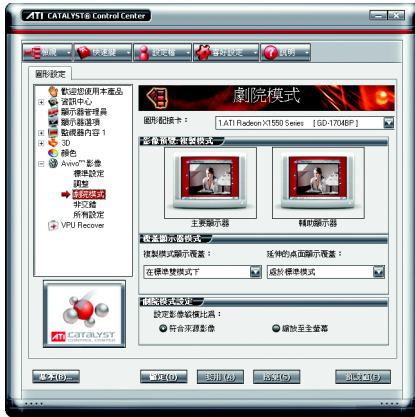 ATI CATALYST® Control Center
檢視
快速鍵
設定檔
喜好設定
說明
圖形設定
歡迎您使用本產品
資訊中心
顯示器管理員
顯示器選項
監視器內容 1
3D
顏色
Avivo™ 影像
標準設定
調整
劇院模式
非交錯
所有設定
VPU Recover
劇院模式
圖形配接卡：
1.ATI Radeon X1550 Series [ GD-1704BP ]
影像預覽:複製模式
主要顯示器
輔助顯示器
覆蓋顯示器模式
複製模式顯示覆蓋：
延伸的桌面顯示覆蓋：
在標準雙模式下
處於標準模式
劇院模式設定
設定影像縱橫比為：
符合來源影像
縮放至全螢幕
ATI CATALYST
CONTROL CENTER
基本(B)...
確定(O)
套用(A)